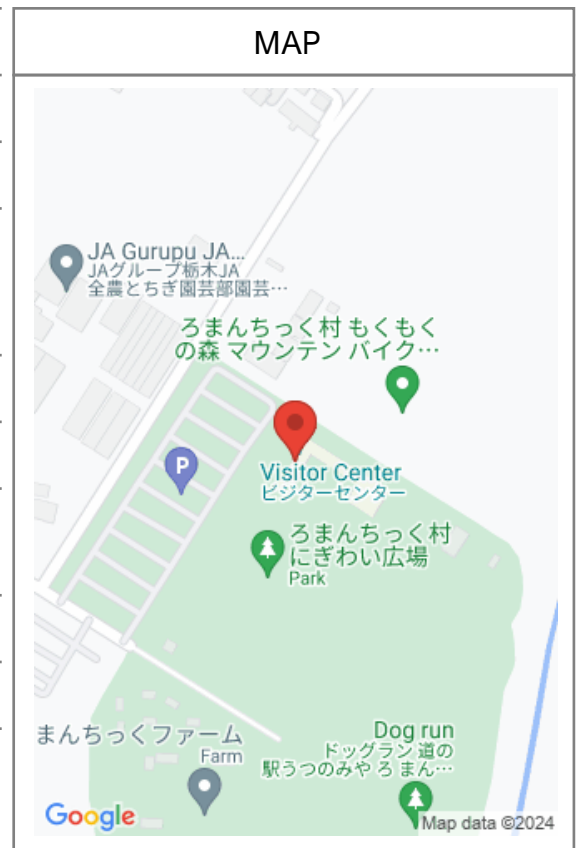 MAP
JA Gurupu JA...
JAグループ栃木JA
全農とちぎ園芸部園芸…
ろまんちっく村 もくもく
の森 マウンテン バイク…
P
Visitor Center
ビジターセンター
ろまんちっく村
にぎわい広場
Park
まんちっくファーム
Farm
Dog run
ドッグラン 道の
駅うつのみや ろ まん…
Google
Map data ©2024